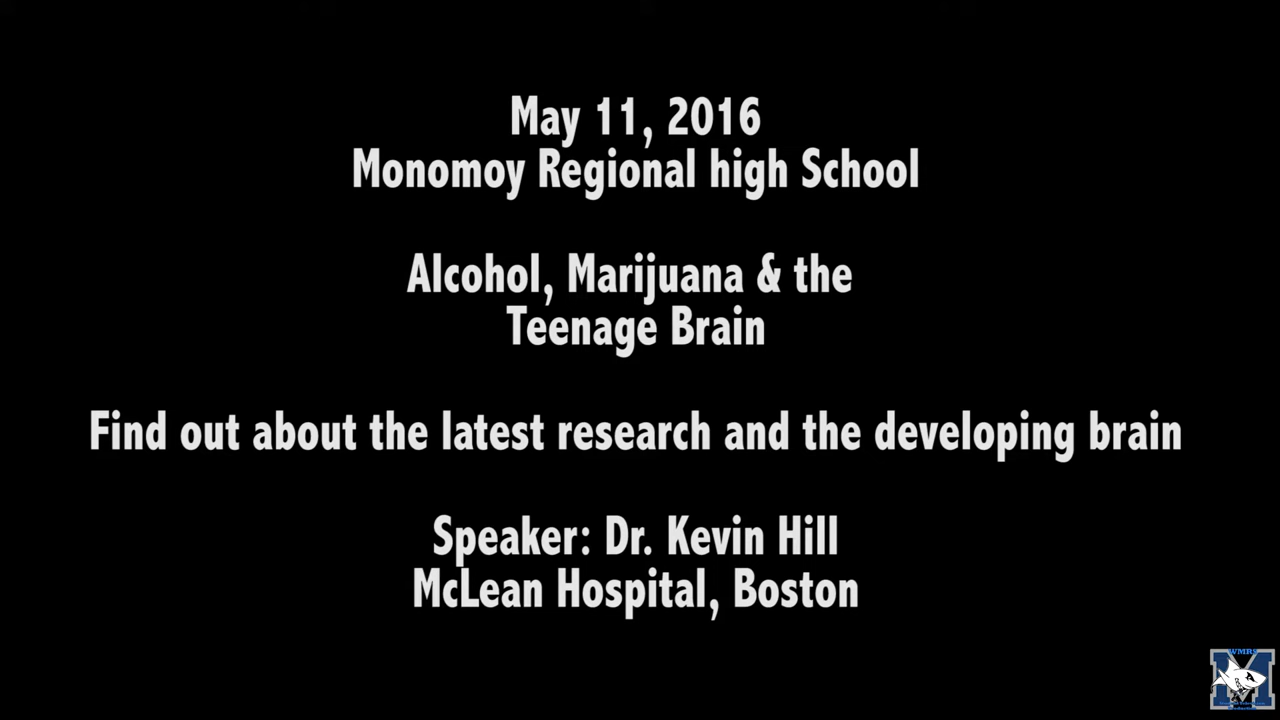 May 11, 2016
Monomoy Regional high School
Alcohol, Marijuana & the
Teenage Brain
Find out about the latest research and the developing brain
Speaker: Dr. Kevin Hill
McLean Hospital, Boston
WMRS